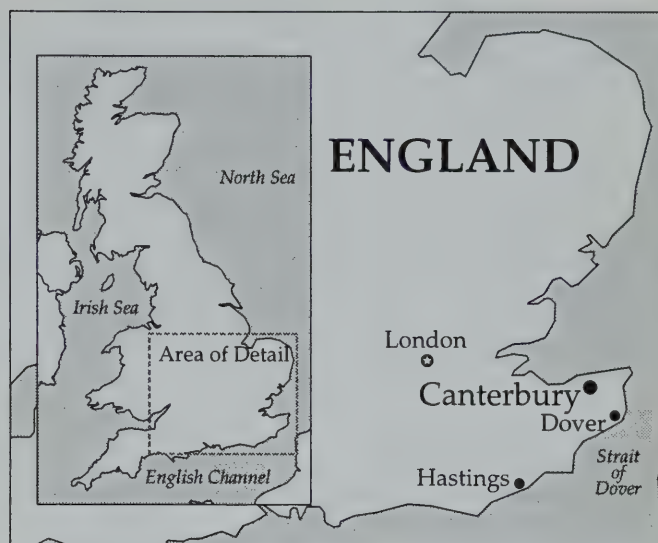 ENGLAND
North Sea
Irish Sea
Area of Detail
English Channel
London
Canterbury
Dover
Hastings
Strait
of
Dover